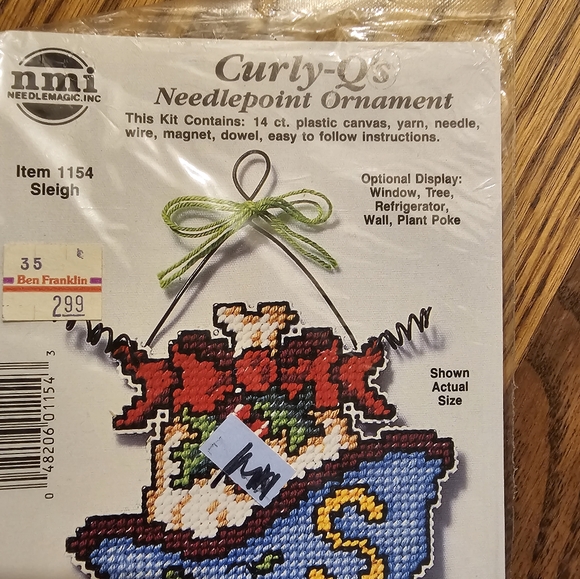 nmi
NEEDLEMAGIC.INC
Curly-Q's
Needlepoint Ornament
This Kit Contains: 14 ct. plastic canvas, yarn, needle,
wire, magnet, dowel, easy to follow instructions.
Item 1154
Sleigh
Optional Display:
Window, Tree,
Refrigerator,
Wall, Plant Poke
35
Ben Franklin
2.99
Shown
Actual
Size
0 48206 01154 3
S